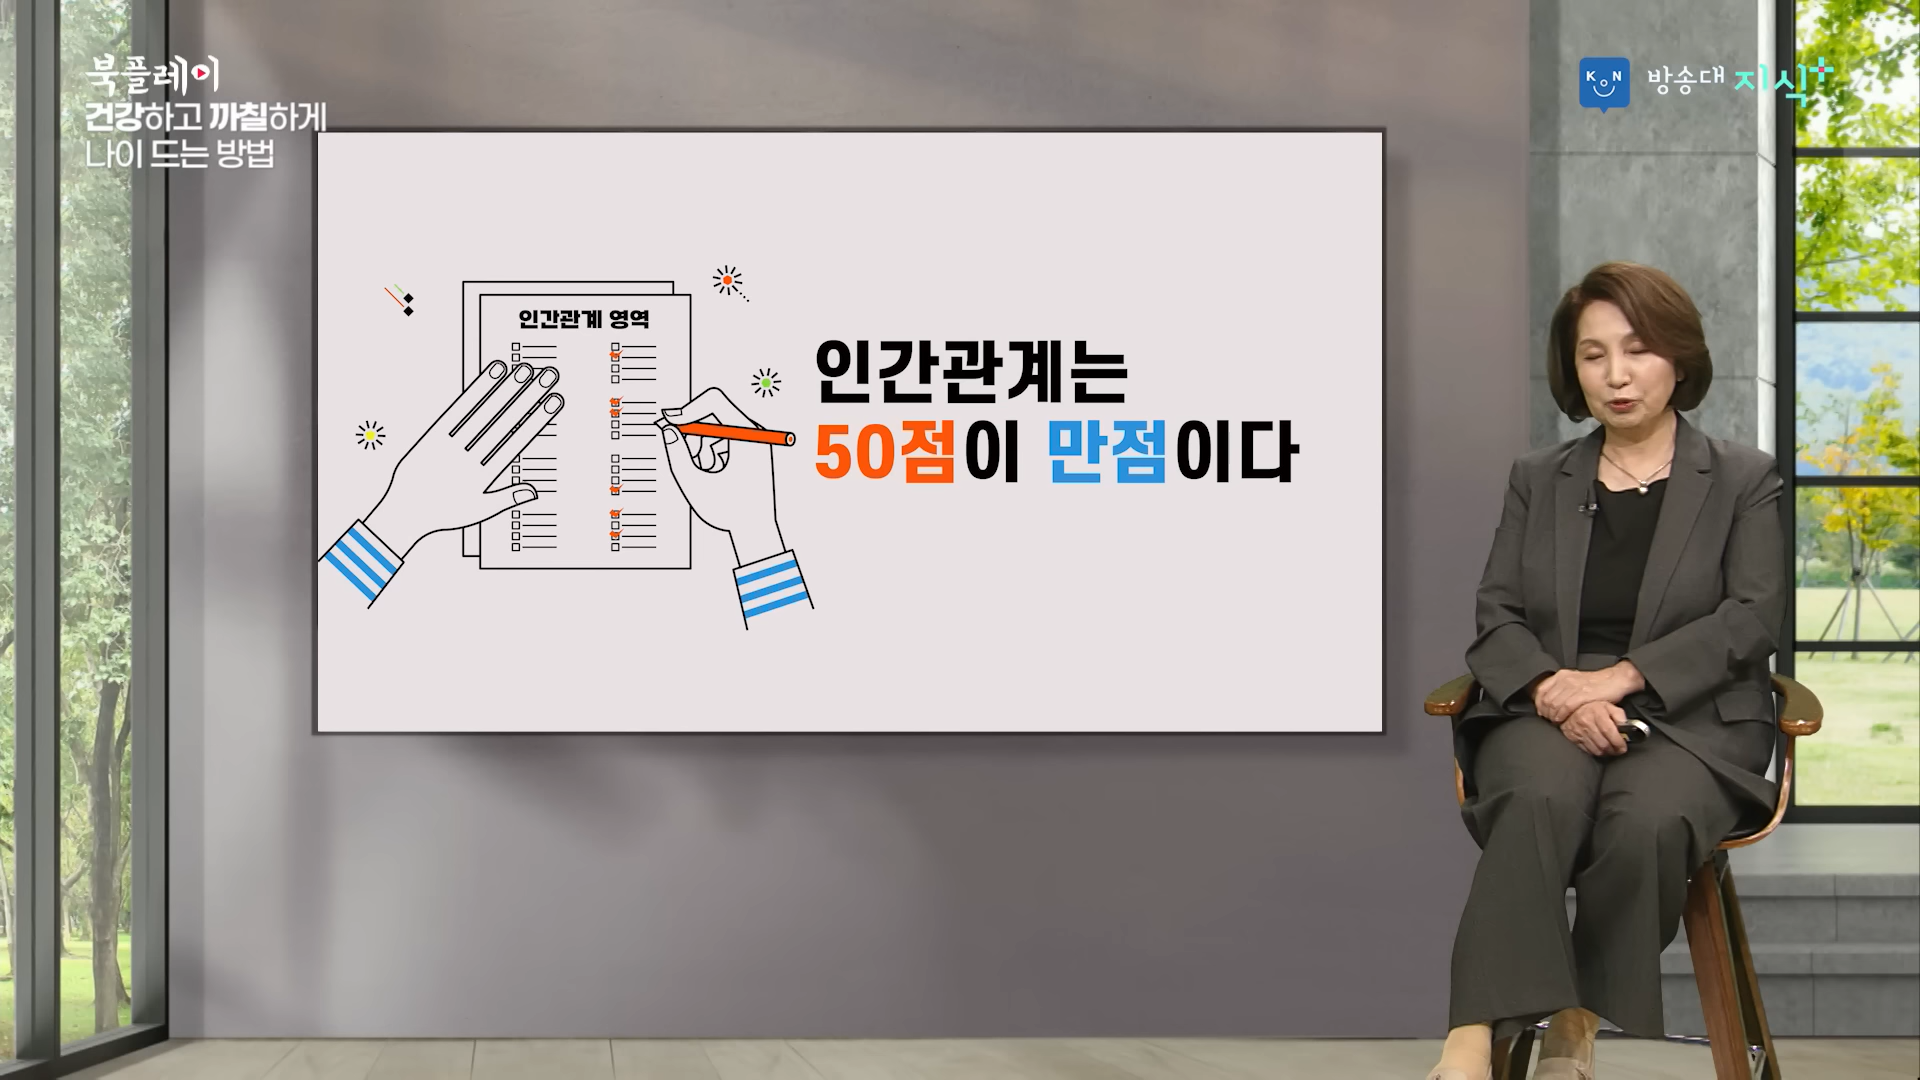 북플레이
건강하고 까칠하게
나이 드는 방법
KON
방송대 지식+
인간관계 영역
인간관계는
50점이 만점이다